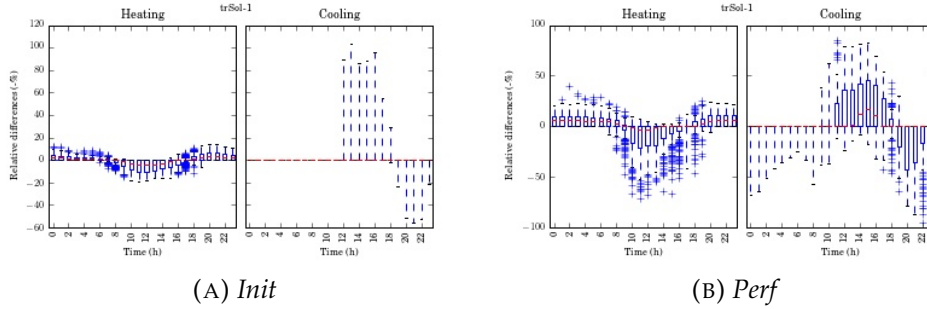 trSol-1
Heating
Cooling
Relative differences (-%)
120
100
80
60
40
20
0
−20
−40
−60
0 2 4 6 8 10 12 14 16 18 20 22
0 2 4 6 8 10 12 14 16 18 20 22
Time (h)
Time (h)
(A) Init
trSol-1
Heating
Cooling
Relative differences (-%)
100
50
0
−50
−100
0 2 4 6 8 10 12 14 16 18 20 22
0 2 4 6 8 10 12 14 16 18 20 22
Time (h)
Time (h)
(B) Perf